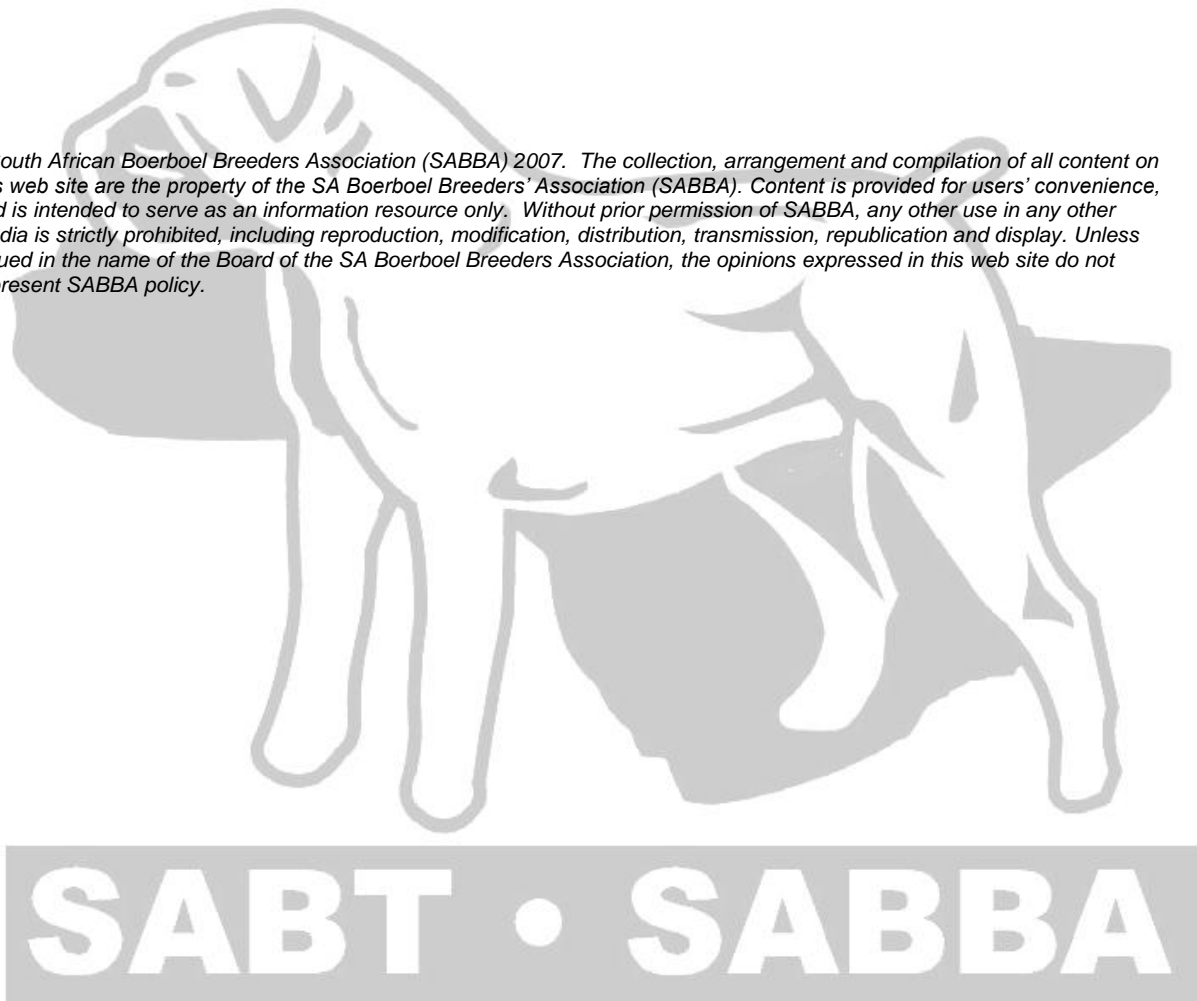 outh African Boerboel Breeders Association (SABBA) 2007. The collection, arrangement and compilation of all content on
s web site are the property of the SA Boerboel Breeders' Association (SABBA). Content is provided for users' convenience,
d is intended to serve as an information resource only. Without prior permission of SABBA, any other use in any other
dia is strictly prohibited, including reproduction, modification, distribution, transmission, republication and display. Unless
ued in the name of the Board of the SA Boerboel Breeders Association, the opinions expressed in this web site do not
present SABBA policy.
SABT • SABBA